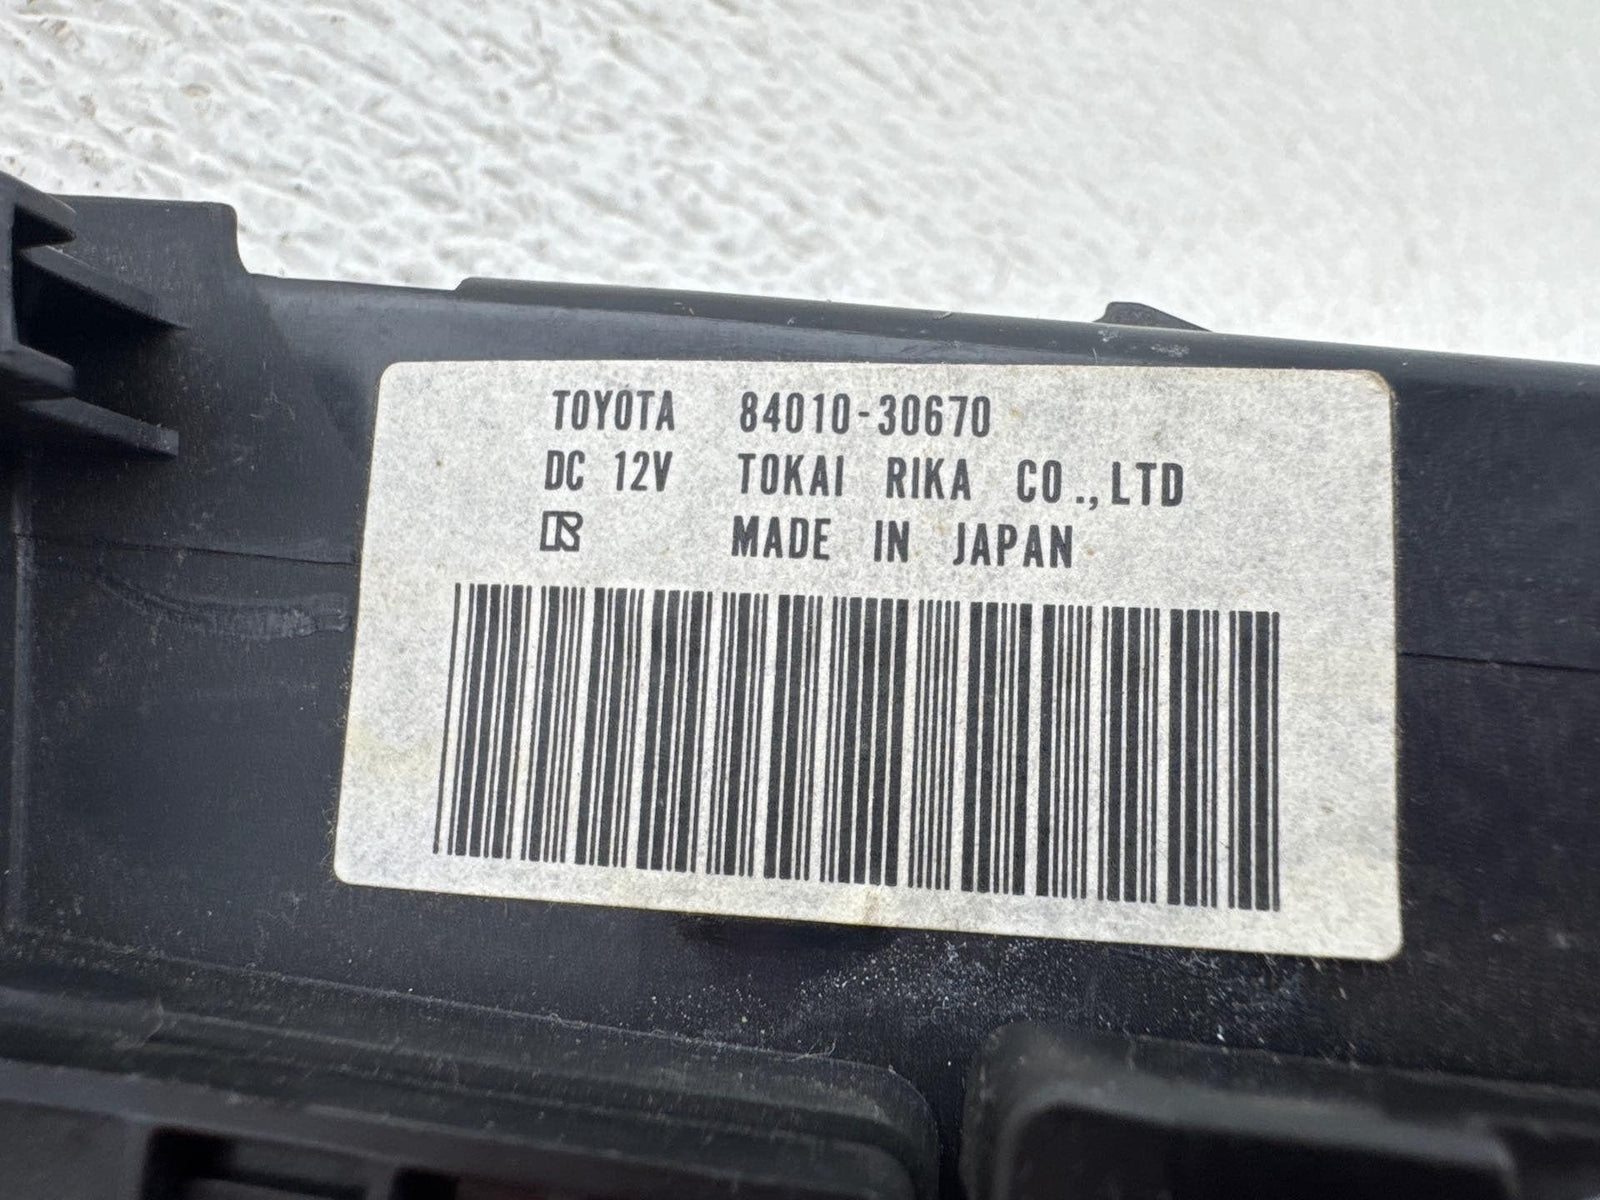 TOYOTA 84010-30670
DC 12V TOKAI RIKA CO.,LTD
MADE IN JAPAN